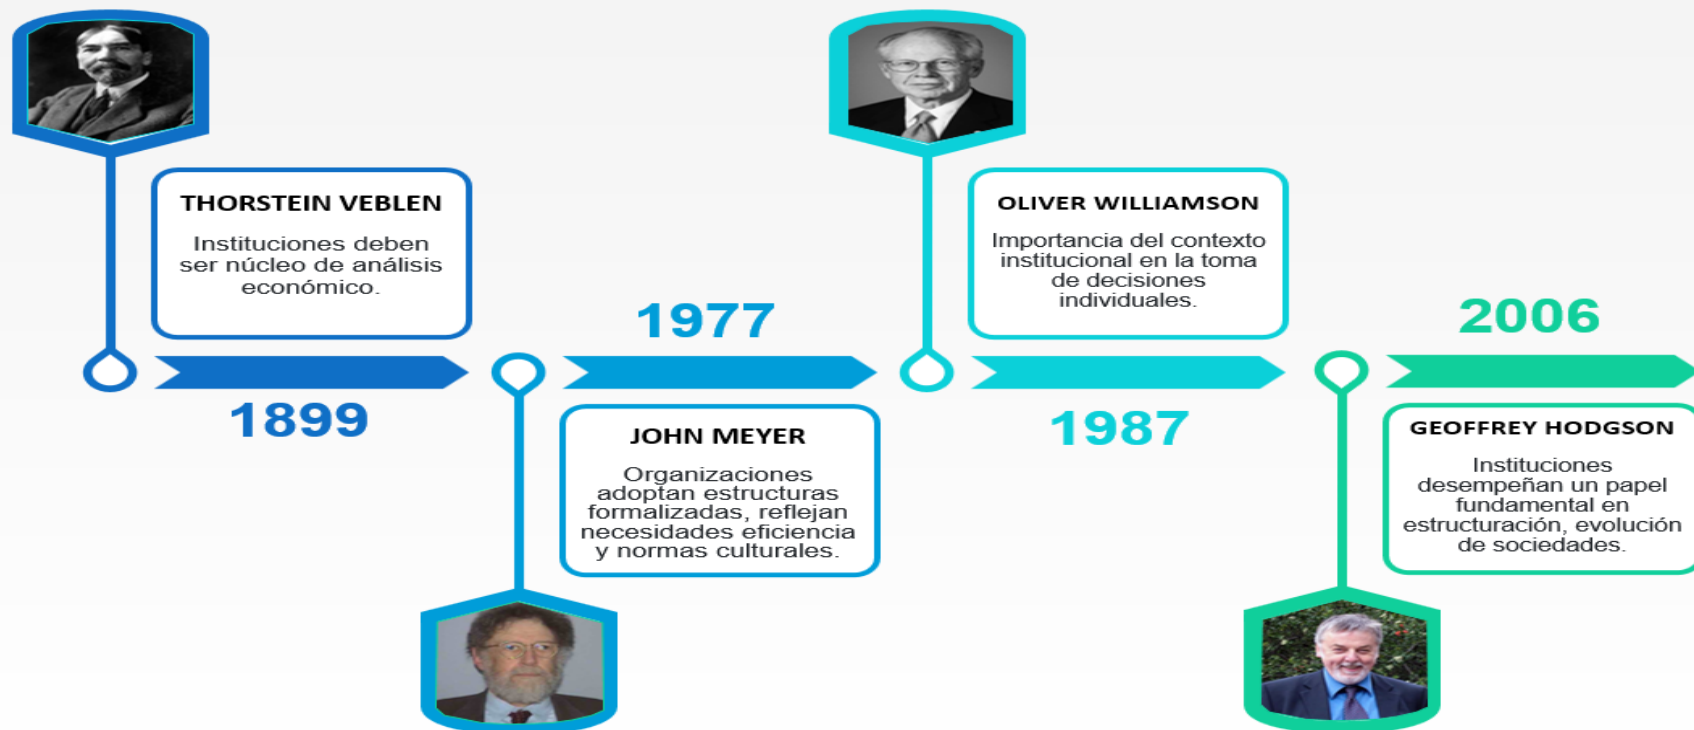 THORSTEIN VEBLEN
Instituciones deben
ser núcleo de análisis
económico.
1899
1977
JOHN MEYER
Organizaciones
adoptan estructuras
formalizadas, reflejan
necesidades eficiencia
y normas culturales.
OLIVER WILLIAMSON
Importancia del contexto
institucional en la toma
de decisiones
individuales.
1987
2006
GEOFFREY HODGSON
Instituciones
desempeñan un papel
fundamental en
estructuración, evolución
de sociedades.